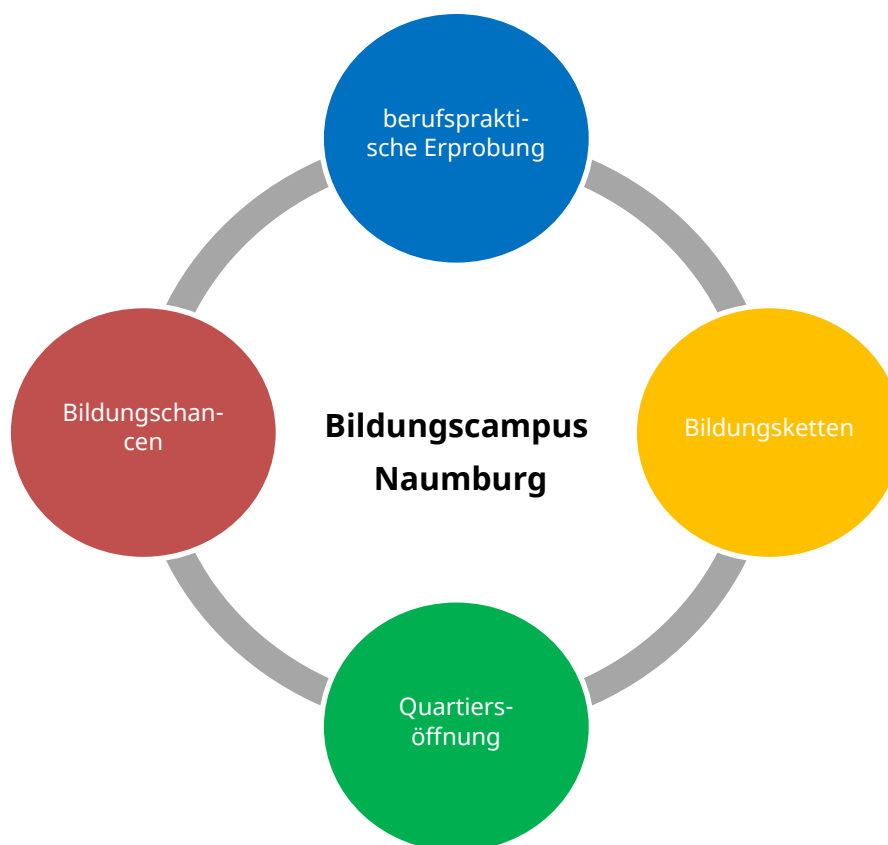 berufsprakti-
sche Erprobung
Bildungschan-
cen
Bildungscampus
Naumburg
Bildungsketten
Quartiers-
öffnung